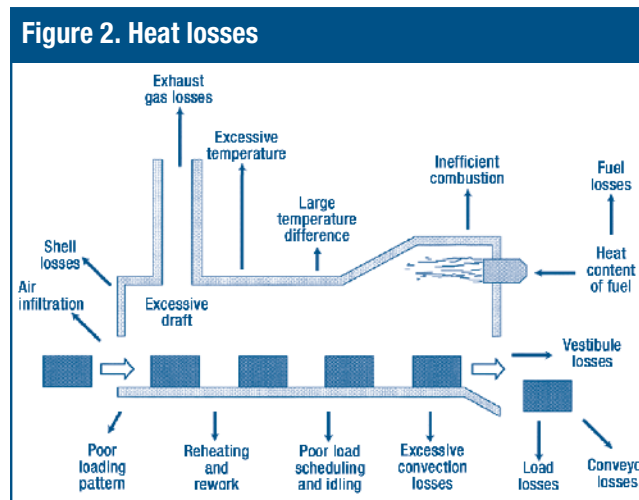 Figure 2. Heat losses
Exhaust
gas losses
Excessive
temperature
Inefficient
combustion
Fuel
losses
Large
temperature
difference
Shell
losses
Heat
content
of fuel
Air
infiltration
Excessive
draft
Vestibule
losses
Poor
loading
pattern
Reheating
and
rework
Poor load
scheduling
and idling
Excessive
convection
losses
Load
losses
Conveyo
losses